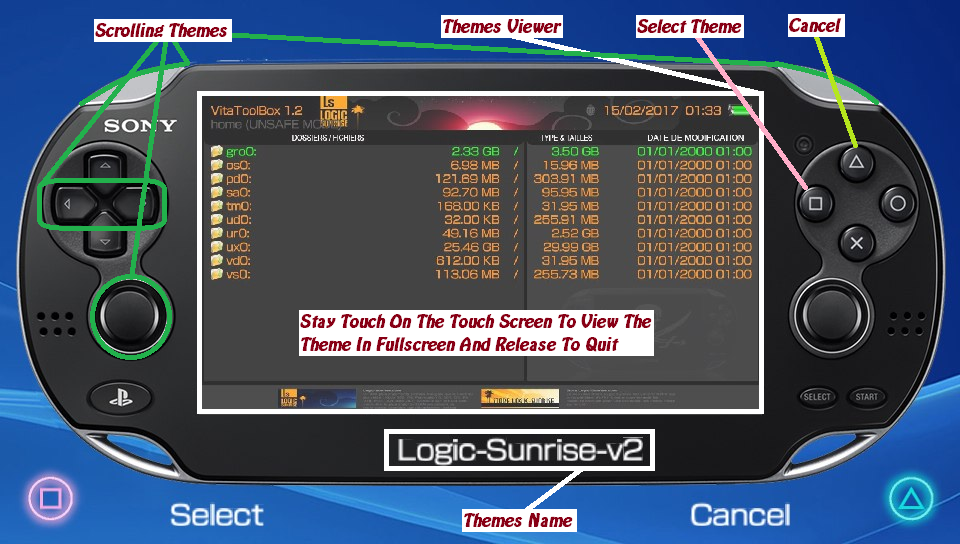 Scrolling Themes
Themes Viewer
Select Theme
Cancel
SONY
VitaToolBox 1.2
Ls
LOGIC
15/02/2017 01:33
home (UNSAFE MO
DOSSIERS / FICHIERS TYPE & TAILLES DATE DE MODIFICATION
gro0: 2.33 GB / 3.50 GB 01/01/2000 01:00
os0: 6.98 MB / 15.96 MB 01/01/2000 01:00
pd0: 121.69 MB / 303.91 MB 01/01/2000 01:00
sa0: 92.70 MB / 95.95 MB 01/01/2000 01:00
tm0: 168.00 KB / 31.95 MB 01/01/2000 01:00
ud0: 32.00 KB / 255.91 MB 01/01/2000 01:00
ur0: 49.16 MB / 2.52 GB 01/01/2000 01:00
ux0: 25.46 GB / 29.99 GB 01/01/2000 01:00
vd0: 612.00 KB / 31.95 MB 01/01/2000 01:00
vs0: 113.06 MB / 255.73 MB 01/01/2000 01:00
Stay Touch On The Touch Screen To View The
Theme In Fullscreen And Release To Quit
SELECT
START
Logic-Sunrise-v2
Select
Cancel
Themes Name